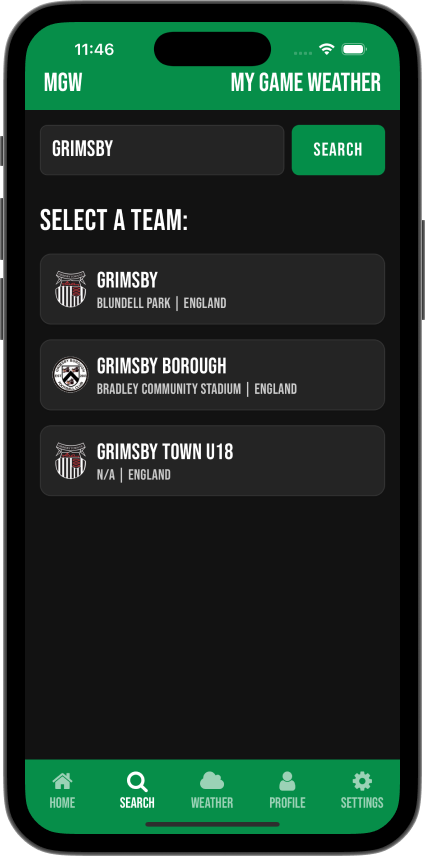 11:46
MGW MY GAME WEATHER
GRIMSBY SEARCH
SELECT A TEAM:
GRIMSBY
BLUNDELL PARK | ENGLAND
GRIMSBY BOROUGH
BRADLEY COMMUNITY STADIUM | ENGLAND
GRIMSBY TOWN U18
N/A | ENGLAND
HOME SEARCH WEATHER PROFILE SETTINGS